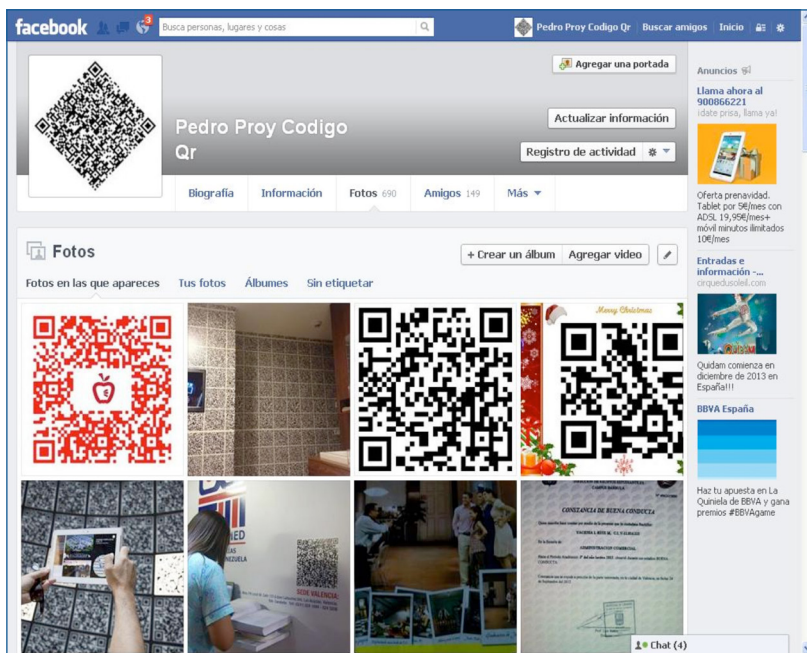 facebook
3
Busca personas, lugares y cosas
Pedro Proy Codigo Qr
Buscar amigos
Inicio
Agregar una portada
Pedro Proy Codigo
Qr
Actualizar información
Registro de actividad
Biografía
Información
Fotos 690
Amigos 149
Más
Fotos
+ Crear un álbum
Agregar video
Fotos en las que apareces
Tus fotos
Álbumes
Sin etiquetar
Merry Christmas
SEDE VALENCIA:
CONSTANCIA DE BUENA CONDUCTA
ADMINISTRACION COMERCIAL
Anuncios
Llama ahora al
900866221
¡date prisa, llama ya!
Oferta prenavidad.
Tablet por 5€/mes con
ADSL 19,95€/mes+
móvil minutos ilimitados
10€/mes
Entradas e
información -...
cirquedusoleil.com
Quidam comienza en
diciembre de 2013 en
España!!!
BBVA España
Haz tu apuesta en La
Quiniela de BBVA y gana
premios #BBVAgame
Chat (4)